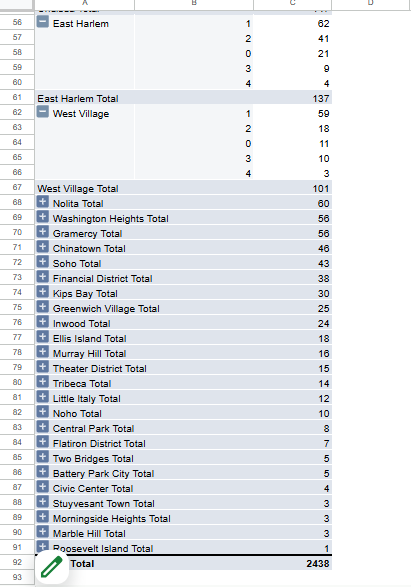 A B C D
56 East Harlem 1 62
57 2 41
58 0 21
59 3 9
60 4 4
61 East Harlem Total 137
62 West Village 1 59
63 2 18
64 0 11
65 3 10
66 4 3
67 West Village Total 101
68 Nolita Total 60
69 Washington Heights Total 56
70 Gramercy Total 56
71 Chinatown Total 46
72 Soho Total 43
73 Financial District Total 38
74 Kips Bay Total 30
75 Greenwich Village Total 25
76 Inwood Total 24
77 Ellis Island Total 18
78 Murray Hill Total 16
79 Theater District Total 15
80 Tribeca Total 14
81 Little Italy Total 12
82 Noho Total 10
83 Central Park Total 8
84 Flatiron District Total 7
85 Two Bridges Total 5
86 Battery Park City Total 5
87 Civic Center Total 4
88 Stuyvesant Town Total 3
89 Morningside Heights Total 3
90 Marble Hill Total 3
91 Roosevelt Island Total 1
92 Total 2438
93